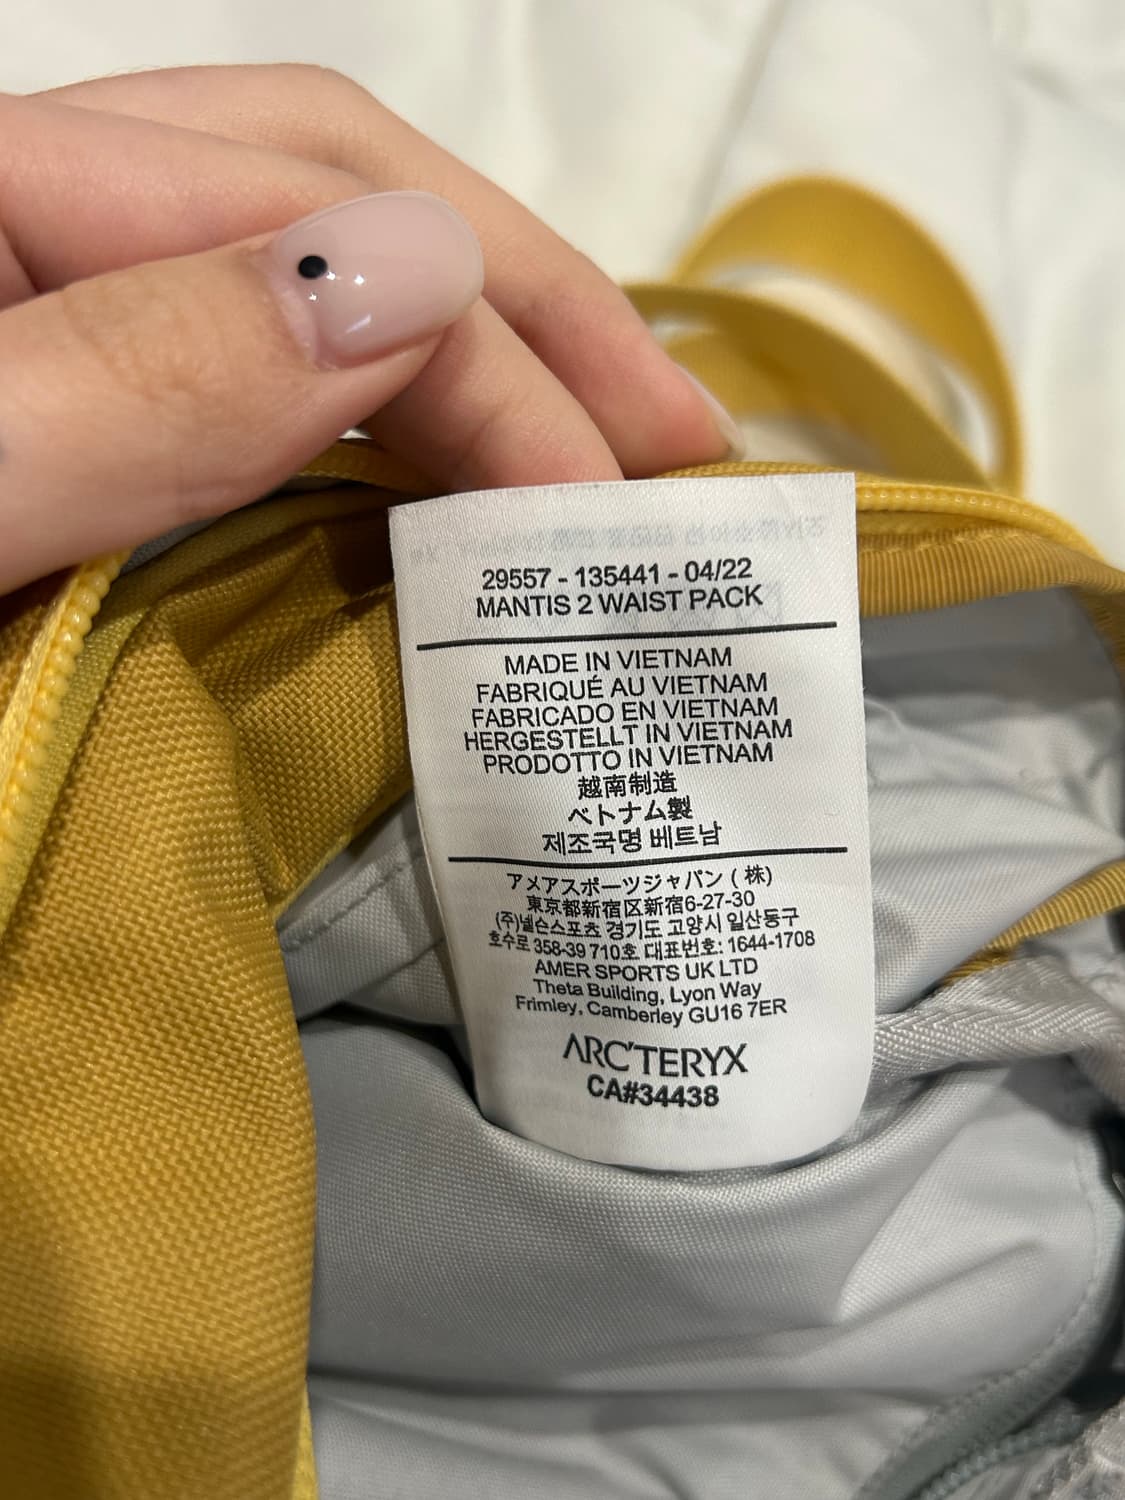 29557 - 135441 - 04/22
MANTIS 2 WAIST PACK
MADE IN VIETNAM
FABRIQUÉ AU VIETNAM
FABRICADO EN VIETNAM
HERGESTELLT IN VIETNAM
PRODOTTO IN VIETNAM
越南制造
ベトナム製
제조국명 베트남
アメアスポーツジャパン ( 株)
東京都新宿区新宿6-27-30
(주)넬슨스포츠 경기도 고양시 일산동구
호수로 358-39 710호 대표번호: 1644-1708
AMER SPORTS UK LTD
Theta Building, Lyon Way
Frimley, Camberley GU16 7ER
ARC'TERYX
CA#34438